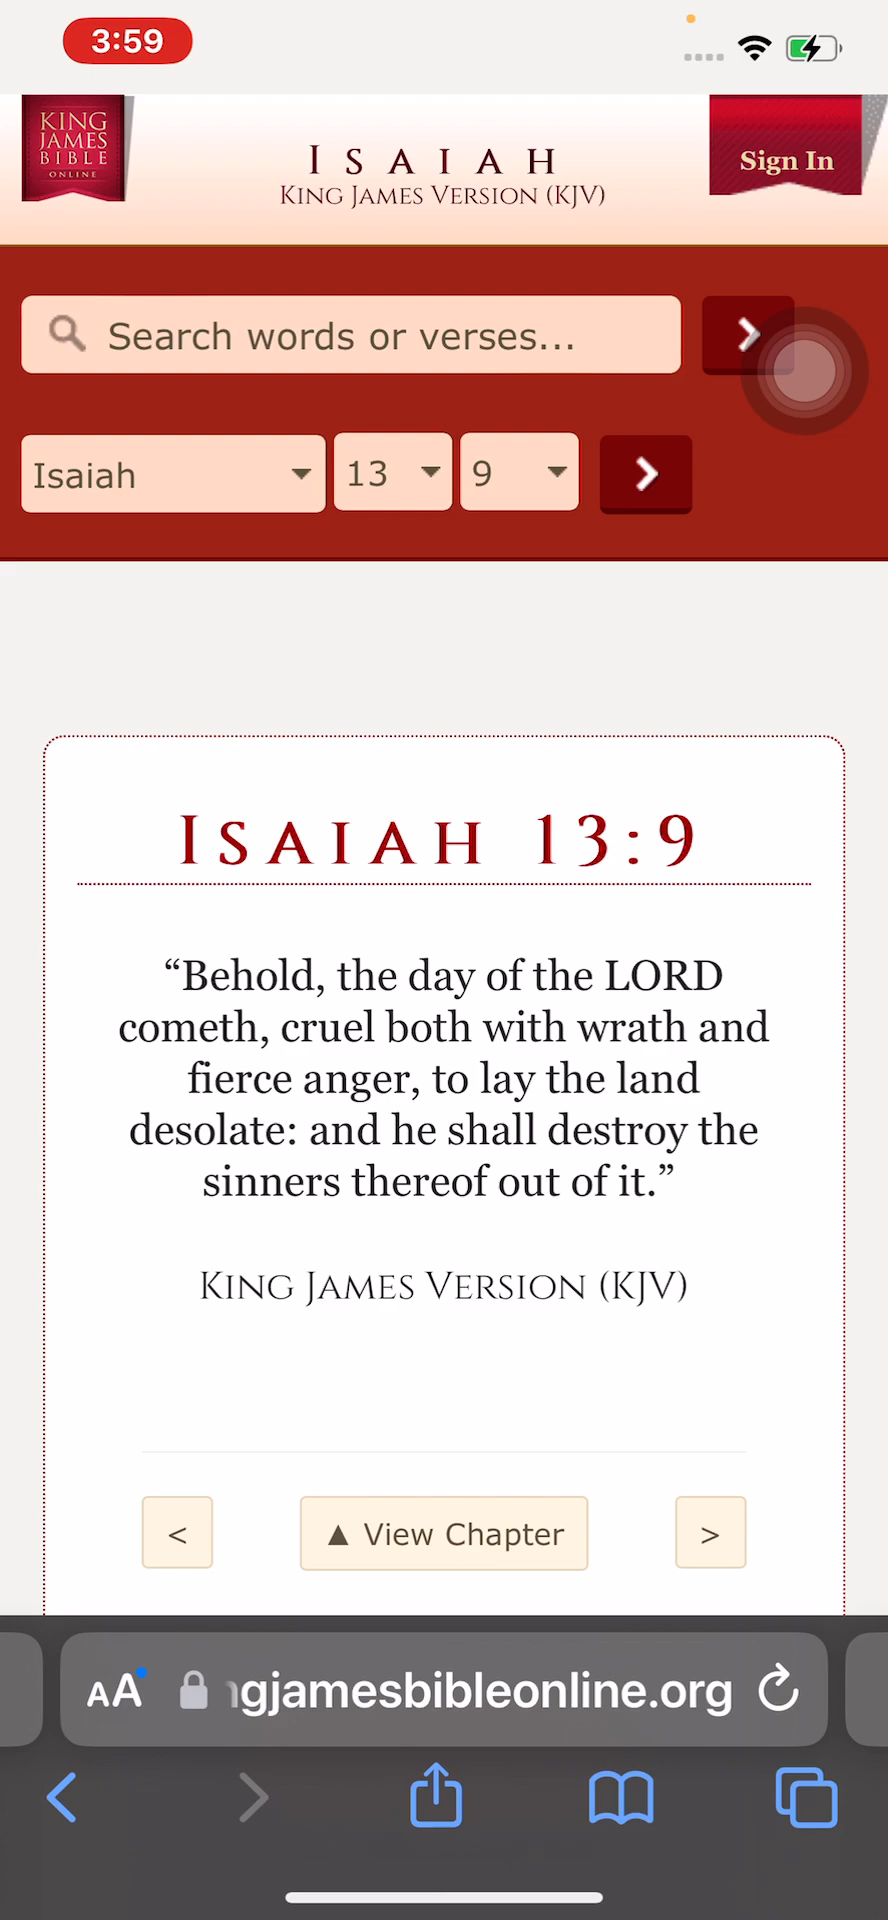 3:59
KING
JAMES
BIBLE
ONLINE
ISAIAH
KING JAMES VERSION (KJV)
Sign In
Search words or verses...
Isaiah
13
9
ISAIAH 13:9
“Behold, the day of the LORD
cometh, cruel both with wrath and
fierce anger, to lay the land
desolate: and he shall destroy the
sinners thereof out of it.”
KING JAMES VERSION (KJV)
<
▲ View Chapter
>
AA
gjamesbibleonline.org